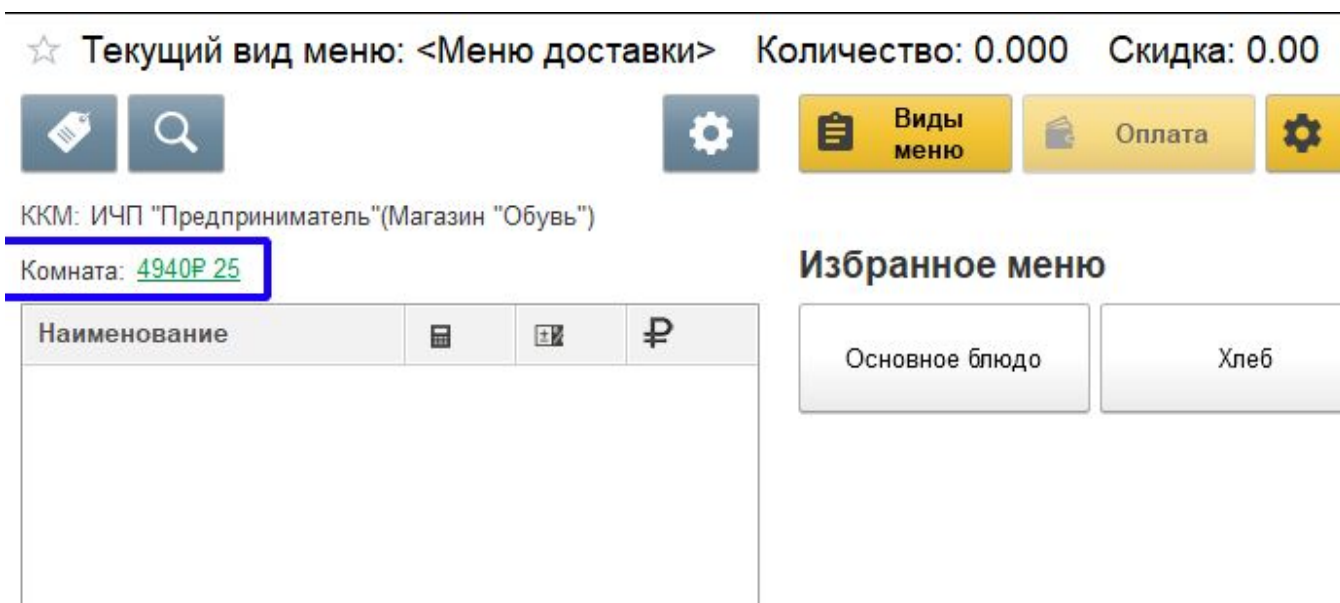 Текущий вид меню: <Меню доставки> Количество: 0.000 Скидка: 0.00
Виды
меню
Оплата
ККМ: ИЧП "Предприниматель"(Магазин "Обувь")
Комната: 4940₽ 25
Избранное меню
Наименование ₽
Основное блюдо
Хлеб